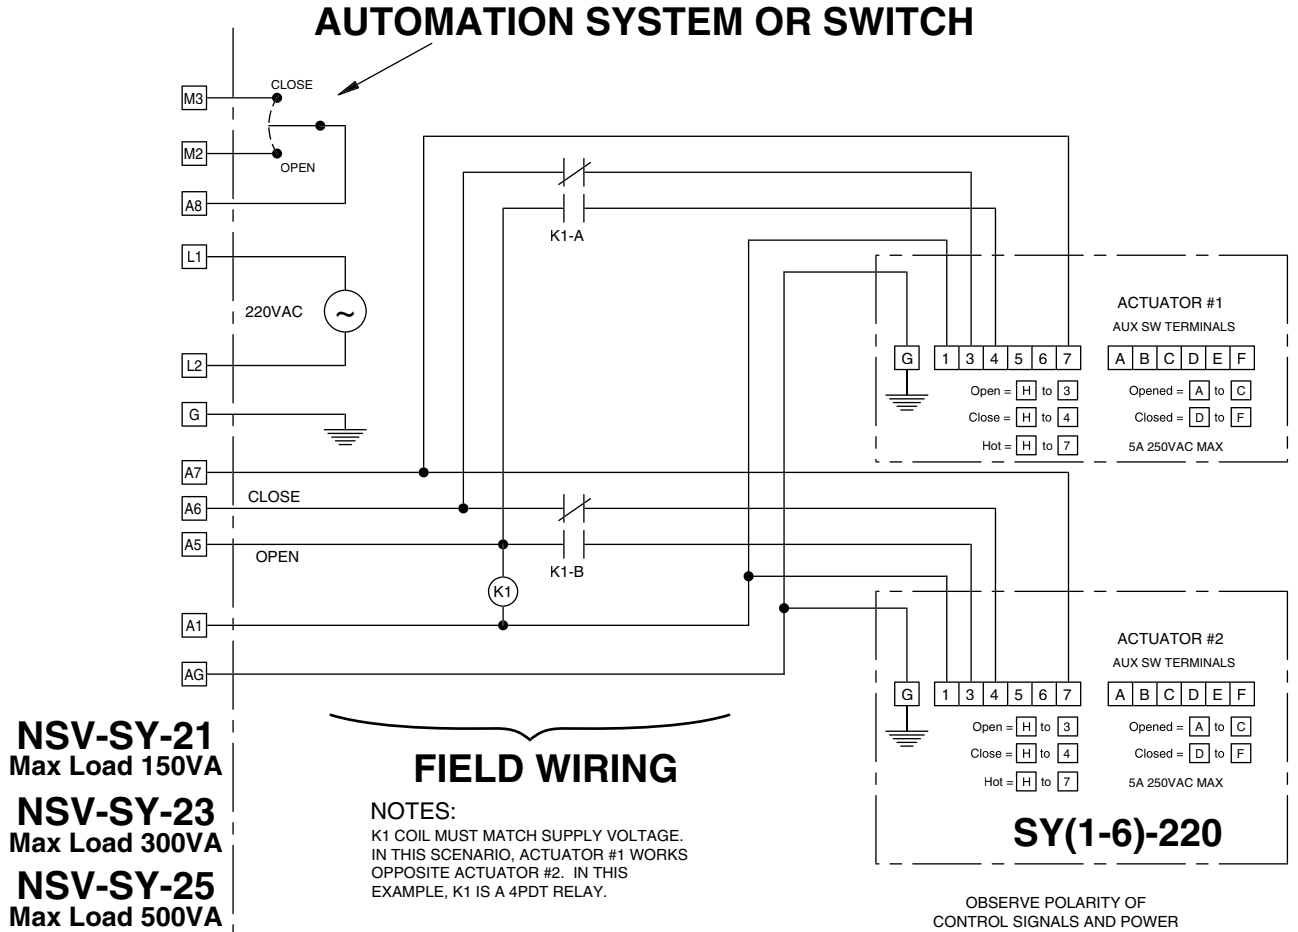 AUTOMATION SYSTEM OR SWITCH
M3
CLOSE
M2
OPEN
A8
K1-A
L1
220VAC
~
L2
G
A7
A6
CLOSE
A5
OPEN
K1-B
K1
A1
AG
ACTUATOR #1
AUX SW TERMINALS
G 1 3 4 5 6 7 A B C D E F
Open = H to 3 Opened = A to C
Close = H to 4 Closed = D to F
Hot = H to 7 5A 250VAC MAX
ACTUATOR #2
AUX SW TERMINALS
G 1 3 4 5 6 7 A B C D E F
Open = H to 3 Opened = A to C
Close = H to 4 Closed = D to F
Hot = H to 7 5A 250VAC MAX
SY(1-6)-220
NSV-SY-21
Max Load 150VA
NSV-SY-23
Max Load 300VA
NSV-SY-25
Max Load 500VA
FIELD WIRING
NOTES:
K1 COIL MUST MATCH SUPPLY VOLTAGE.
IN THIS SCENARIO, ACTUATOR #1 WORKS
OPPOSITE ACTUATOR #2. IN THIS
EXAMPLE, K1 IS A 4PDT RELAY.
OBSERVE POLARITY OF
CONTROL SIGNALS AND POWER